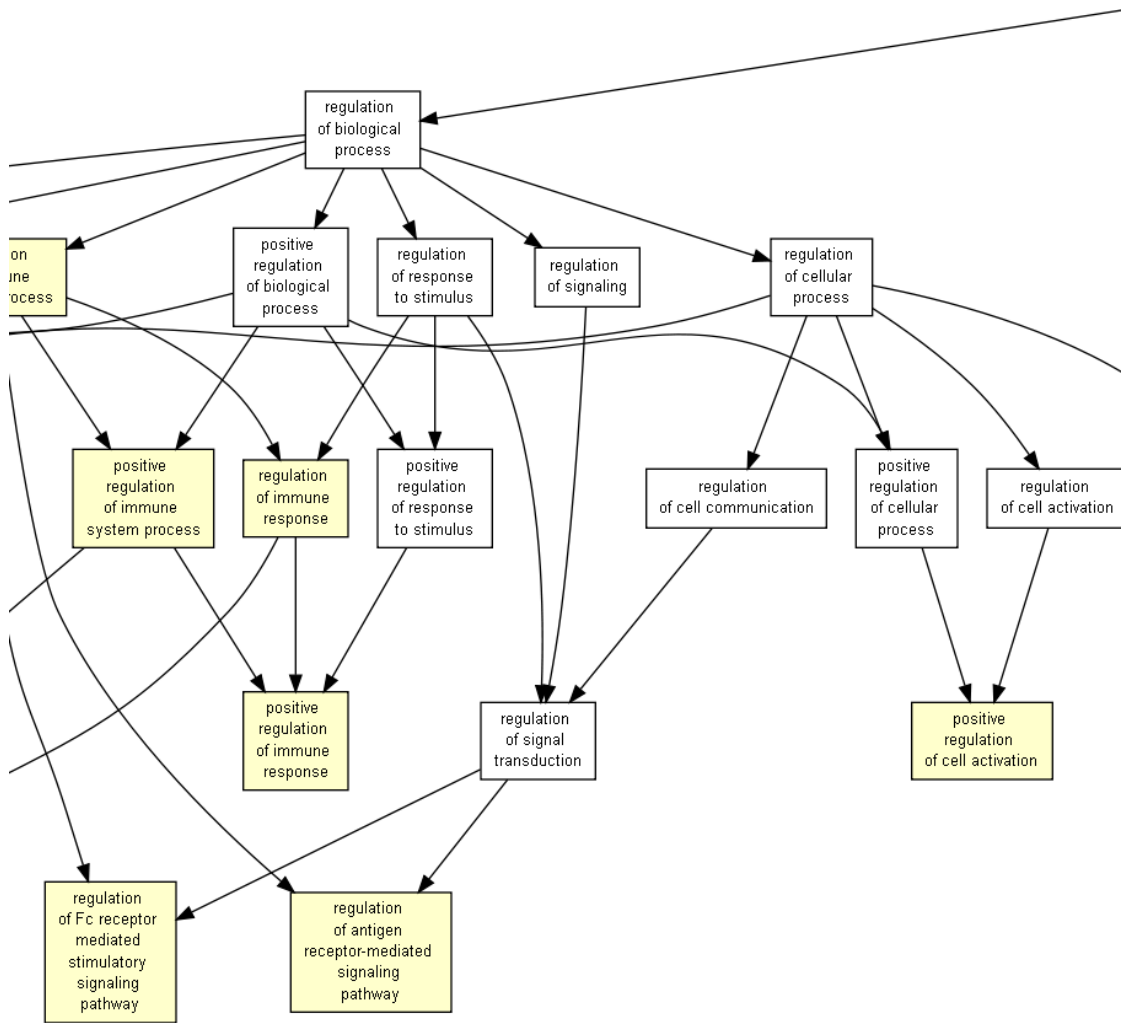 regulation
of biological
process
on
une
process
positive
regulation
of biological
process
regulation
of response
to stimulus
regulation
of signaling
regulation
of cellular
process
positive
regulation
of immune
system process
regulation
of immune
response
positive
regulation
of response
to stimulus
regulation
of cell communication
positive
regulation
of cellular
process
regulation
of cell activation
positive
regulation
of immune
response
regulation
of signal
transduction
positive
regulation
of cell activation
regulation
of Fc receptor
mediated
stimulatory
signaling
pathway
regulation
of antigen
receptor-mediated
signaling
pathway